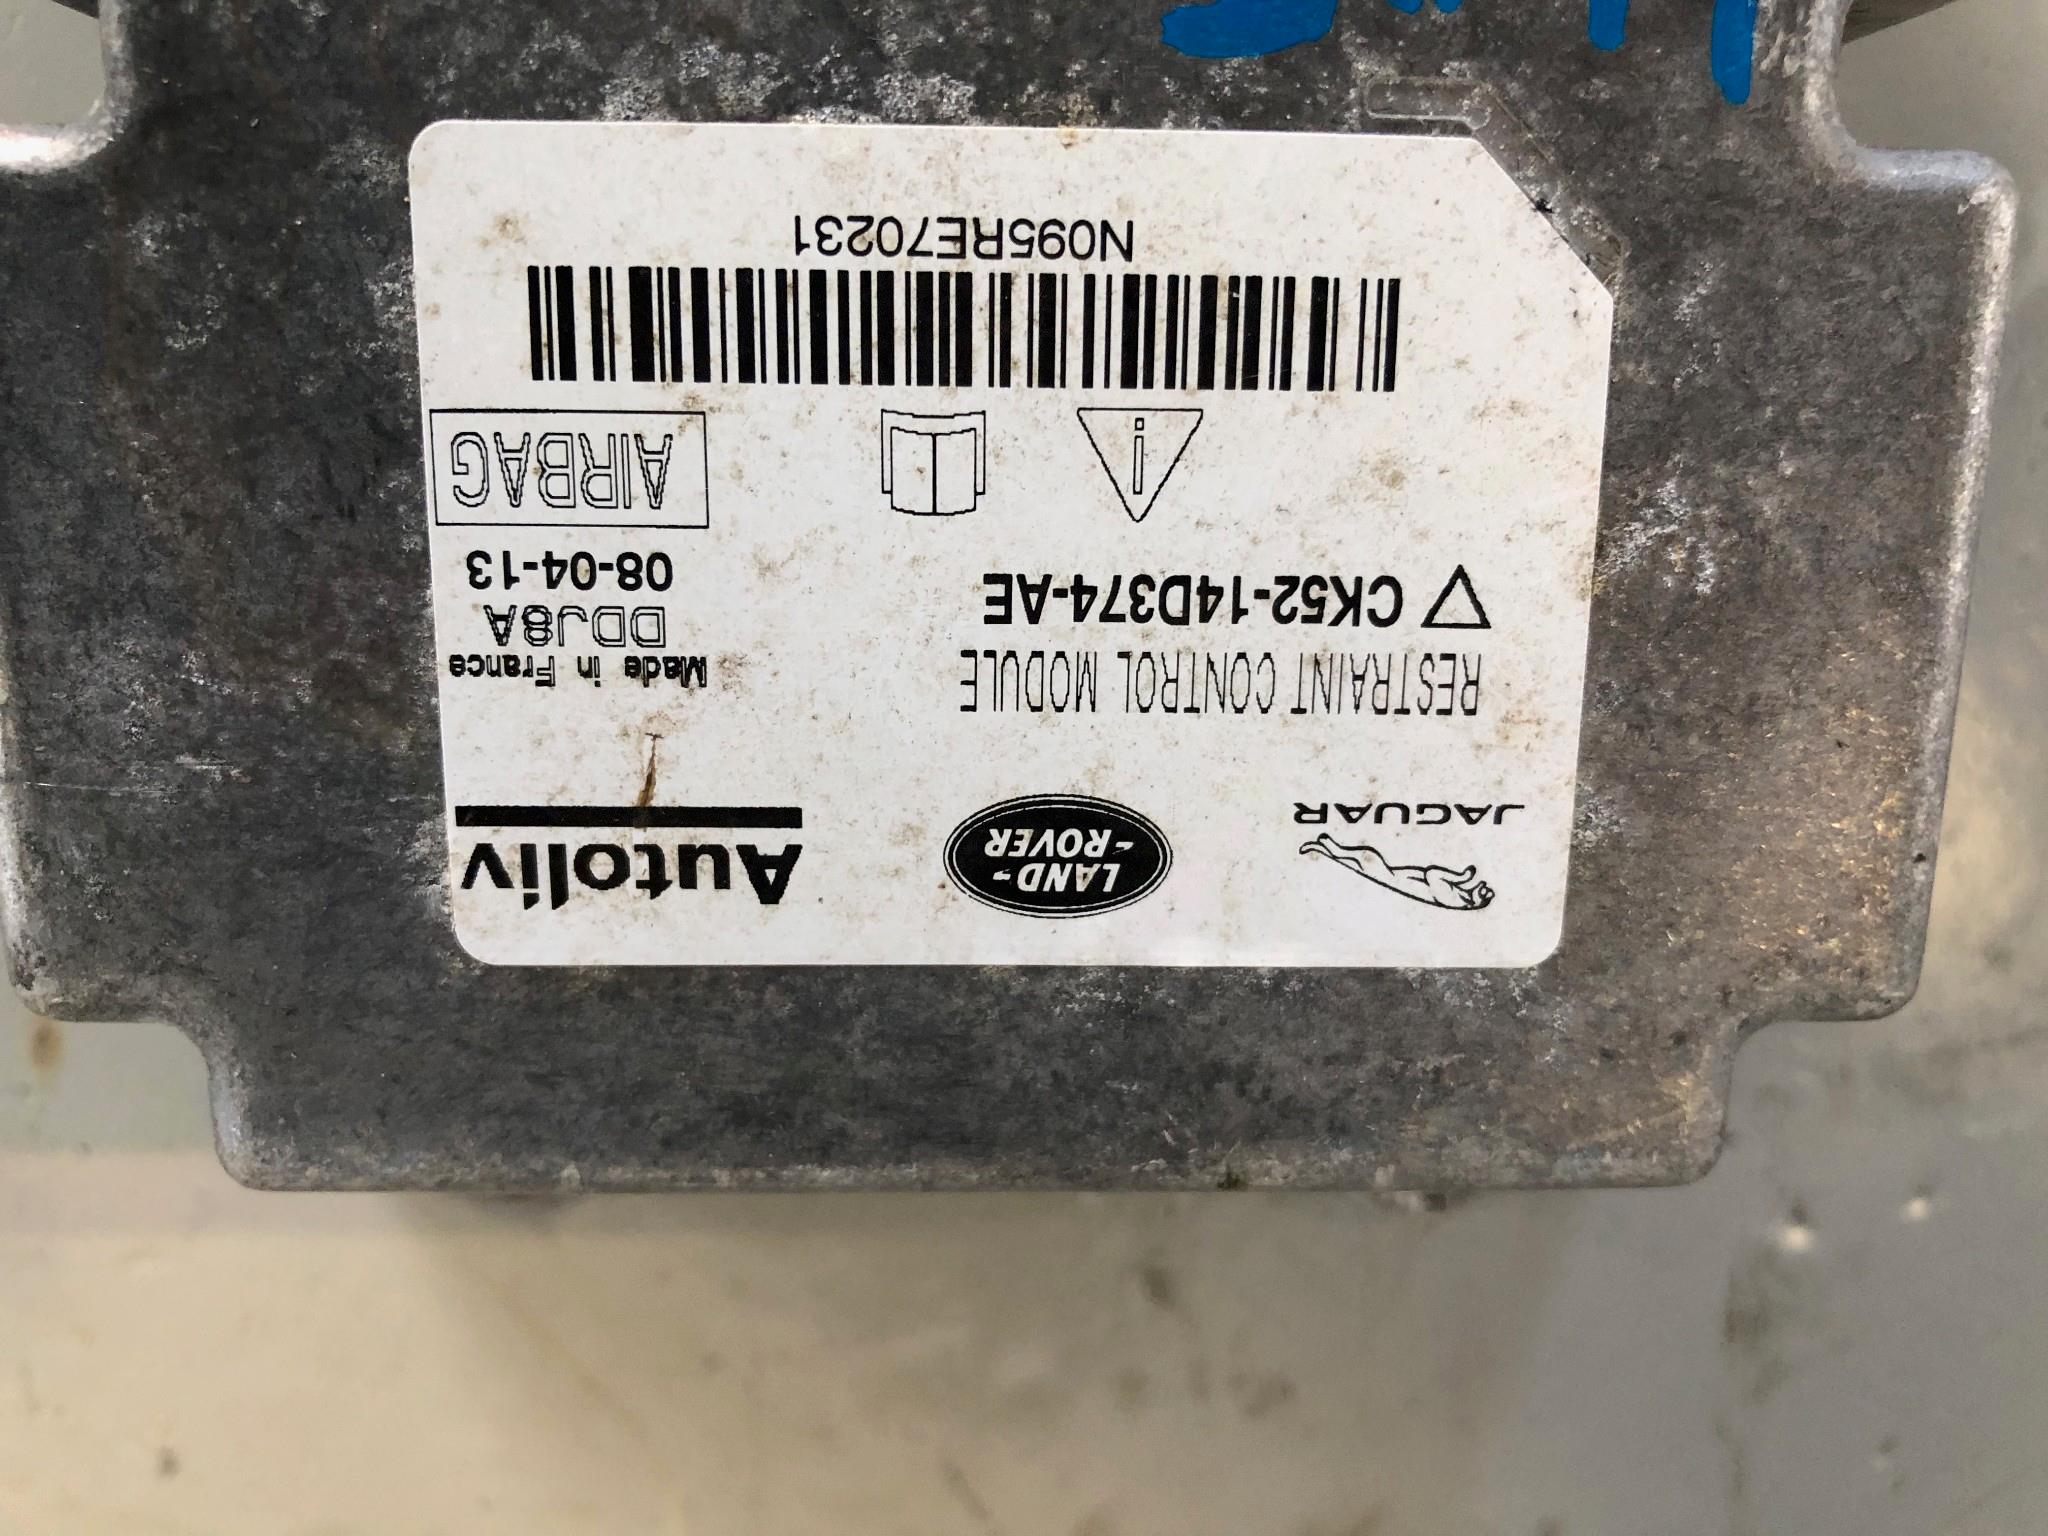 JAGUAR
LAND-
-ROVER
Autoliv
RESTRAINT CONTROL MODULE
Made in France
DDJ8A
CK52-14D374-AE
08-04-13
i
AIRBAG
N095RE70231